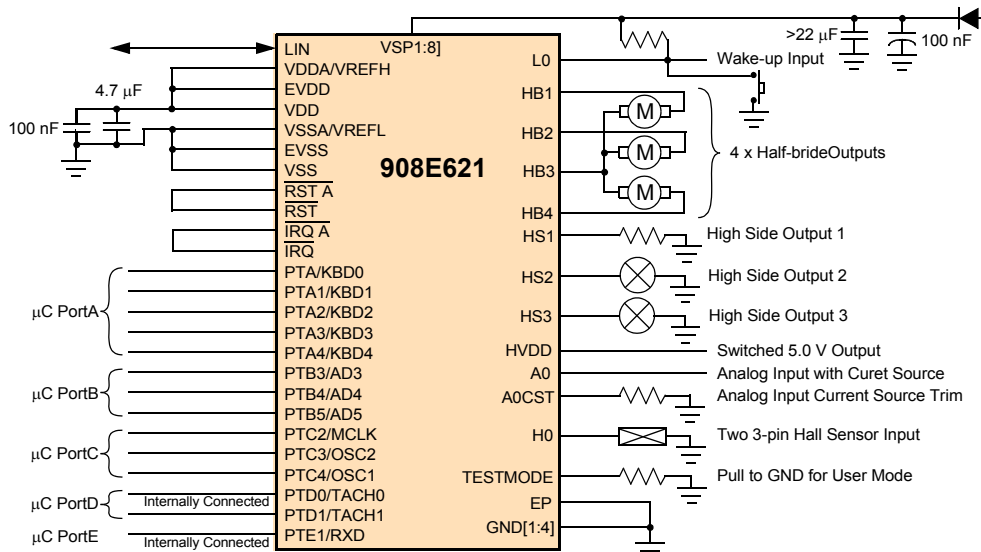 VSP1:8]
908E621
LIN
VDDA/VREFH
EVDD
VDD
VSSA/VREFL
EVSS
VSS
RST A
RST
IRQ A
IRQ
PTA/KBD0
PTA1/KBD1
PTA2/KBD2
PTA3/KBD3
PTA4/KBD4
PTB3/AD3
PTB4/AD4
PTB5/AD5
PTC2/MCLK
PTC3/OSC2
PTC4/OSC1
PTD0/TACH0
PTD1/TACH1
PTE1/RXD
4.7 µF
100 nF
µC PortA
µC PortB
µC PortC
µC PortD
Internally Connected
µC PortE
Internally Connected
L0
HB1
HB2
HB3
HB4
HS1
HS2
HS3
HVDD
A0
A0CST
H0
TESTMODE
EP
GND[1:4]
>22 µF
100 nF
Wake-up Input
M
M
M
4 x Half-brideOutputs
High Side Output 1
High Side Output 2
High Side Output 3
Switched 5.0 V Output
Analog Input with Curet Source
Analog Input Current Source Trim
Two 3-pin Hall Sensor Input
Pull to GND for User Mode